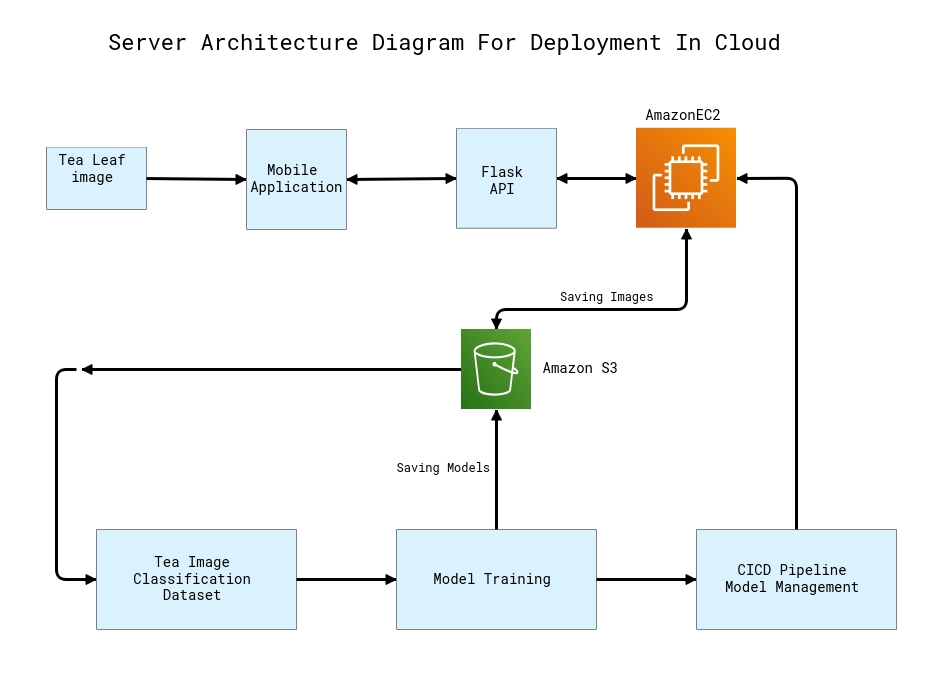 Server Architecture Diagram For Deployment In Cloud
AmazonEC2
Tea Leaf
image
Mobile
Application
Flask
API
Saving Images
Amazon S3
Saving Models
Tea Image
Classification
Dataset
Model Training
CICD Pipeline
Model Management